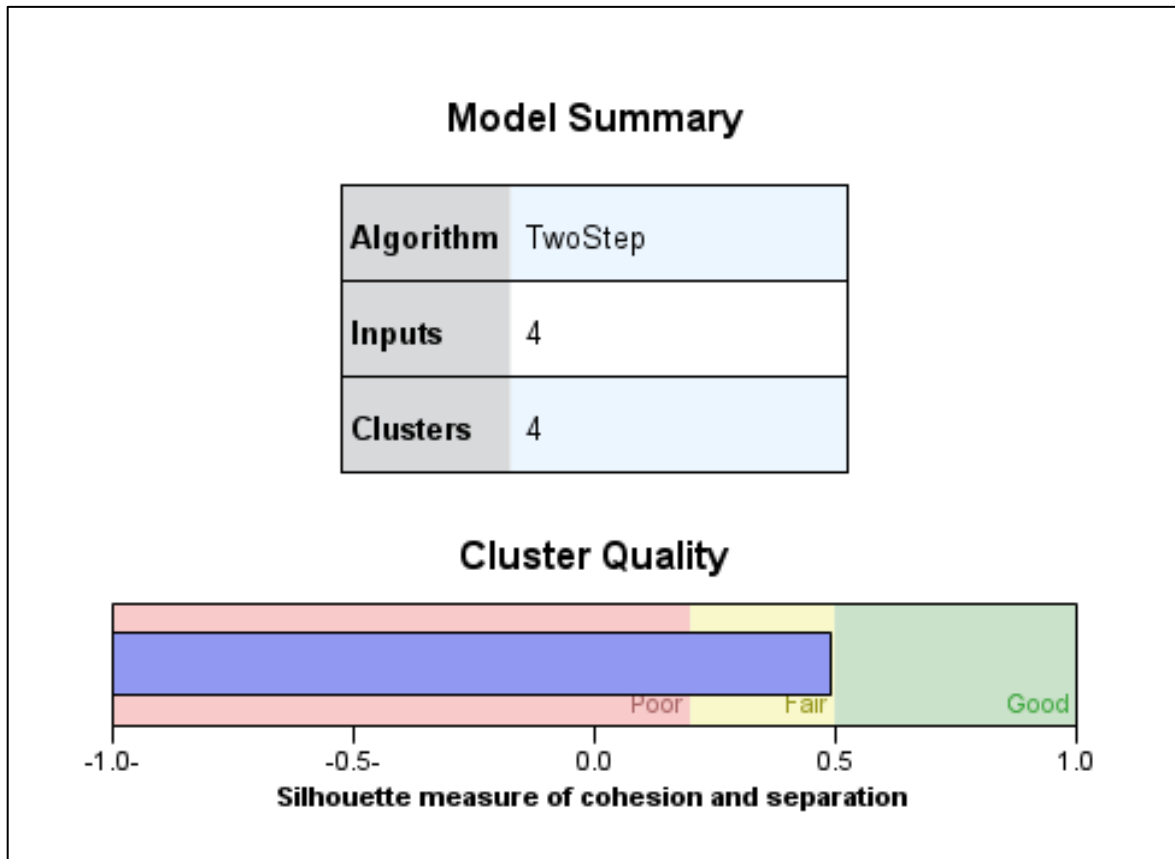 Model Summary
Algorithm TwoStep
Inputs 4
Clusters 4
Cluster Quality
Poor Fair Good
-1.0- -0.5- 0.0 0.5 1.0
Silhouette measure of cohesion and separation